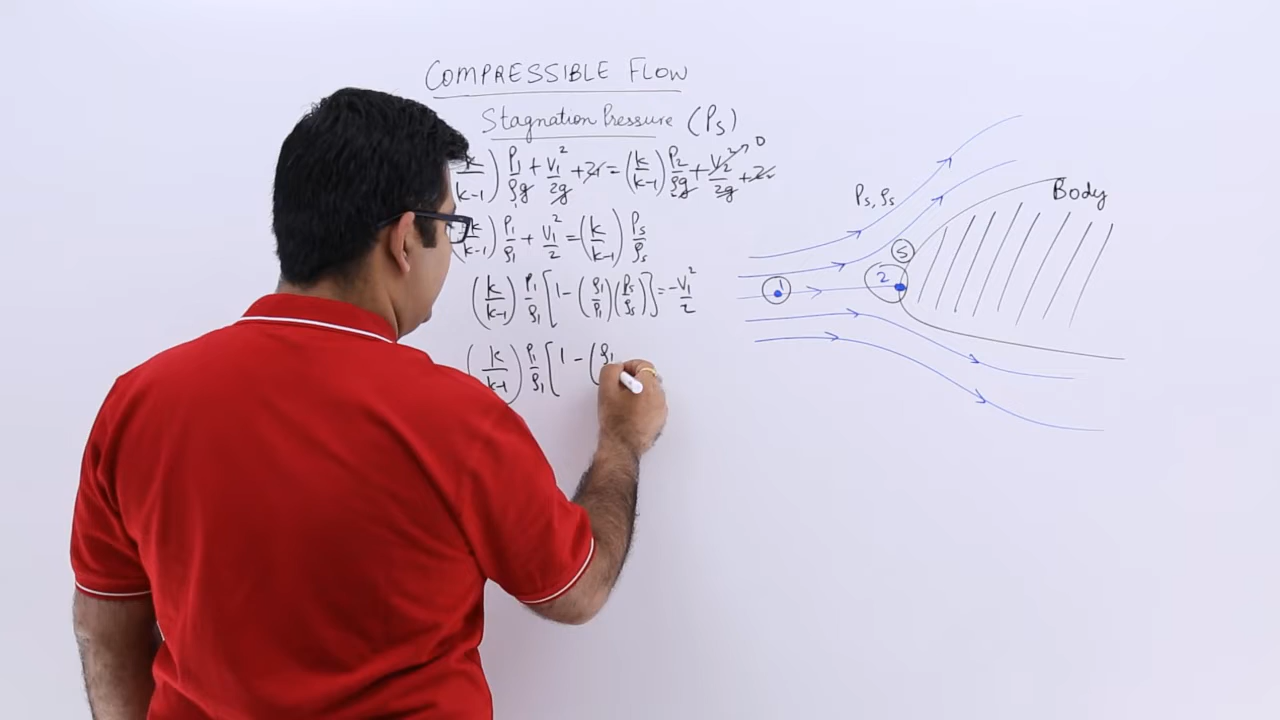 COMPRESSIBLE FLOW
Stagnation Pressure (Ps)
k/k-1) P1/ρ1g + V1²/2g + Z1 = (k/k-1) P2/ρg + V2²/2g → 0 + Z2
k/k-1) P1/ρ1 + V1²/2 = (k/k-1) Ps/ρs
(k/k-1) P1/ρ1 [1 - (ρ1/P1)(Ps/ρs)] = -V1²/2
(k/k-1) P1/ρ1 [1 - (ρ1
Ps, ρs
Body
S
2
1